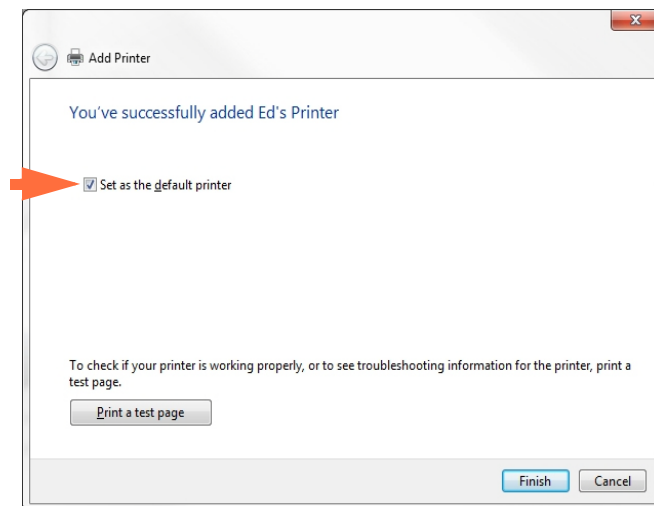 Add Printer
You've successfully added Ed's Printer
Set as the default printer
To check if your printer is working properly, or to see troubleshooting information for the printer, print a
test page.
Print a test page
Finish Cancel